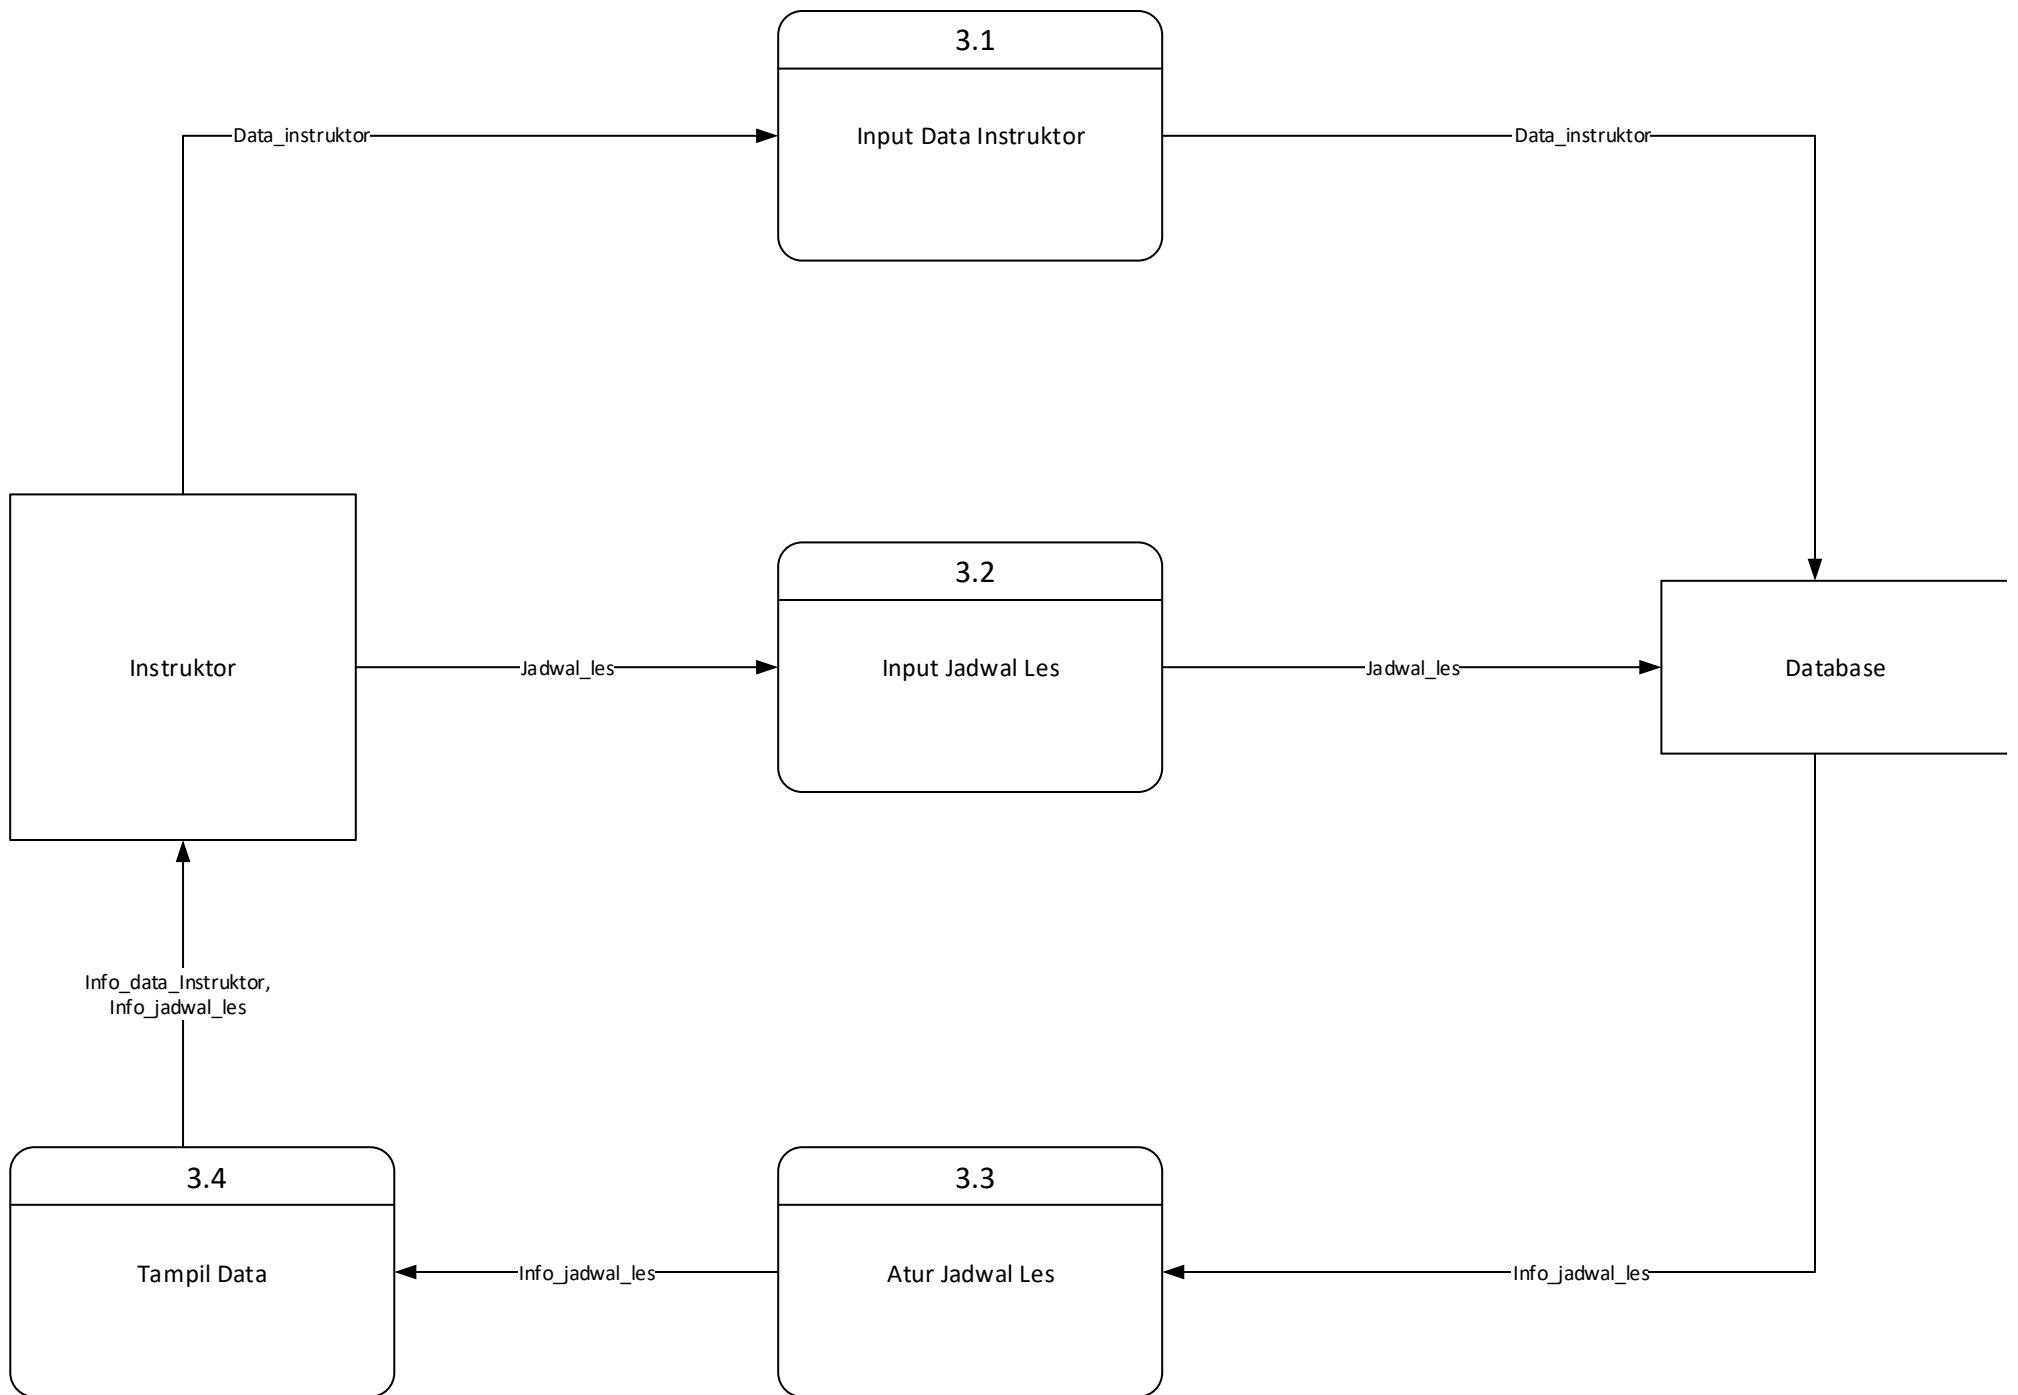 3.1
Data_instruktor
Input Data Instruktor
Data_instruktor
3.2
Instruktor
Jadwal_les
Input Jadwal Les
Jadwal_les
Database
Info_data_Instruktor,
Info_jadwal_les
3.4
3.3
Tampil Data
Info_jadwal_les
Atur Jadwal Les
Info_jadwal_les